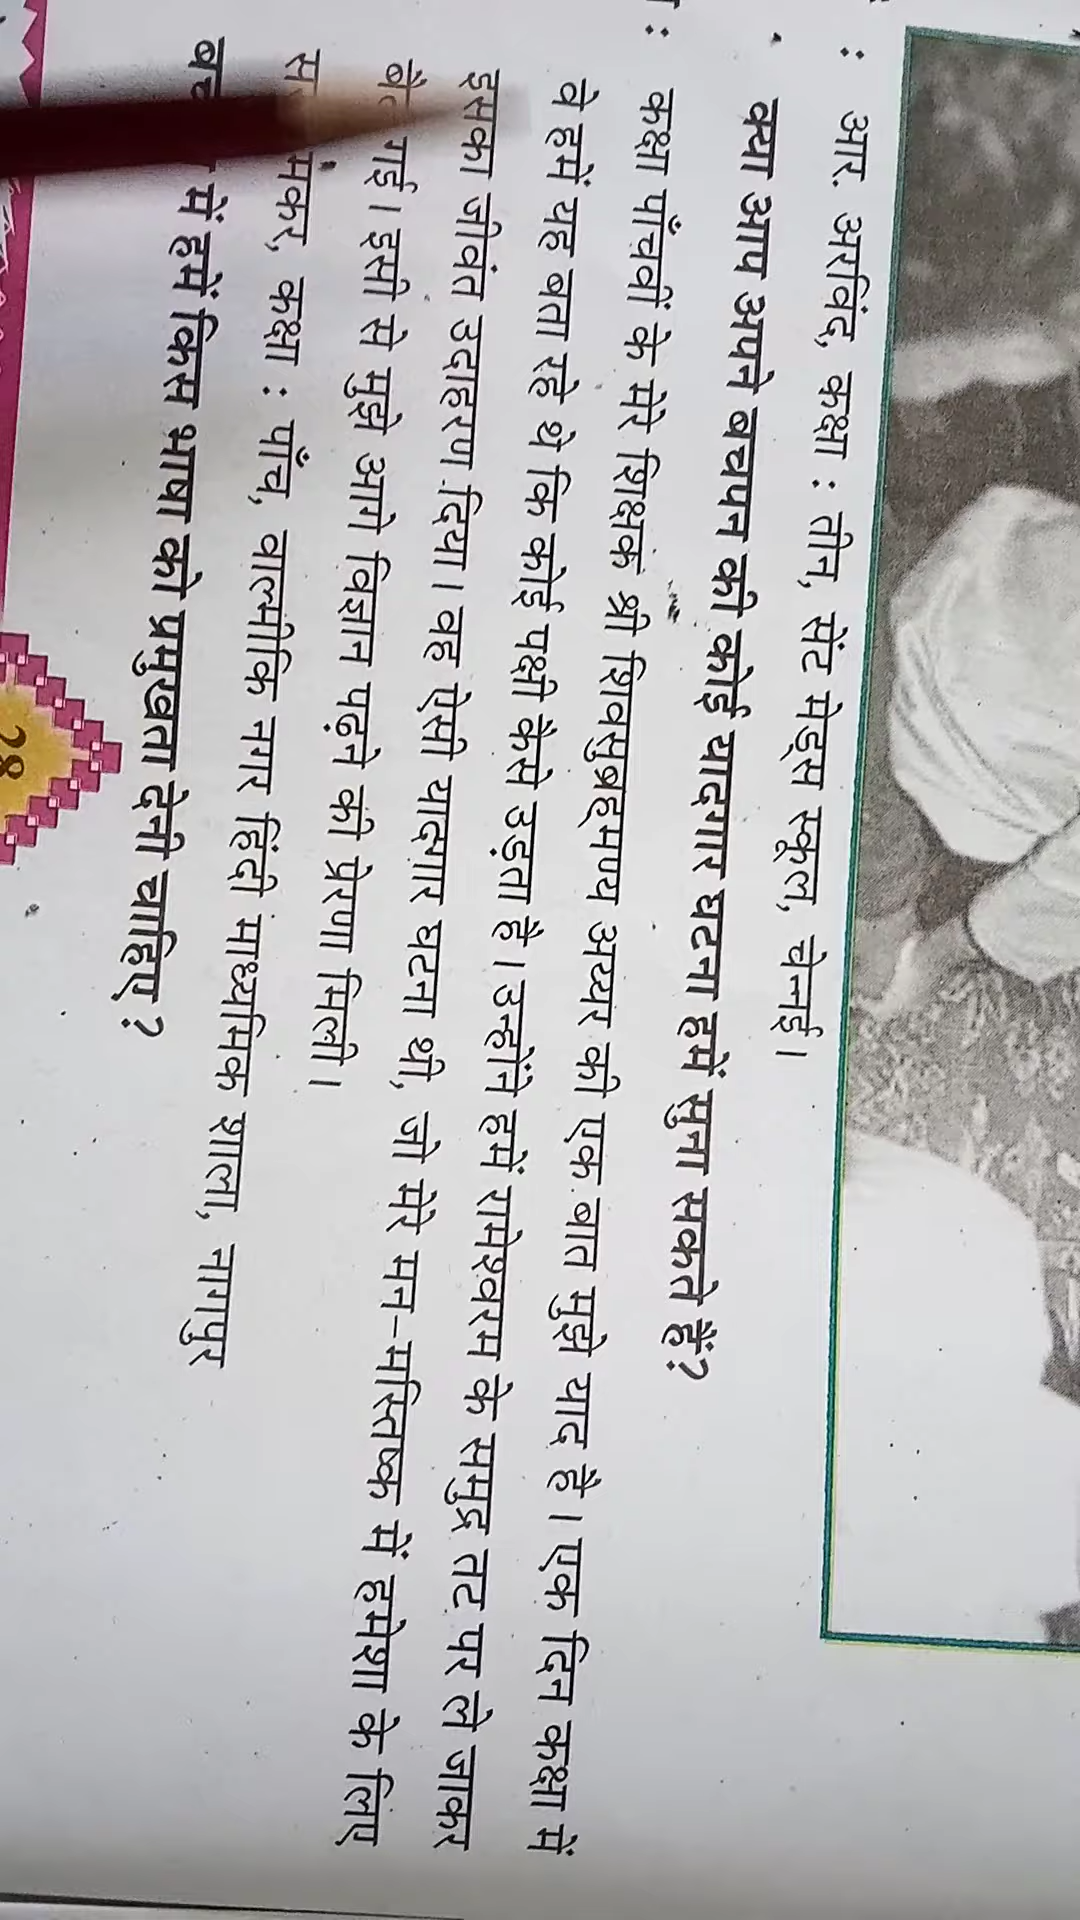 : आर. अरविंद, कक्षा : तीन, सेंट मेड्स स्कूल, चेन्नई।
क्या आप अपने बचपन की कोई यादगार घटना हमें सुना सकते हैं?
: कक्षा पाँचवीं के मेरे शिक्षक श्री शिवसुब्रह्मण्य अय्यर की एक बात मुझे याद है। एक दिन कक्षा में
वे हमें यह बता रहे थे कि कोई पक्षी कैसे उड़ता है। उन्होंने हमें रामेश्वरम के समुद्र तट पर ले जाकर
इसका जीवंत उदाहरण दिया। वह ऐसी यादगार घटना थी, जो मेरे मन-मस्तिष्क में हमेशा के लिए
गई। इसी से मुझे आगे विज्ञान पढ़ने की प्रेरणा मिली।
कक्षा : पाँच, वाल्मीकि नगर हिंदी माध्यमिक शाला, नागपुर
में हमें किस भाषा को प्रमुखता देनी चाहिए?
28